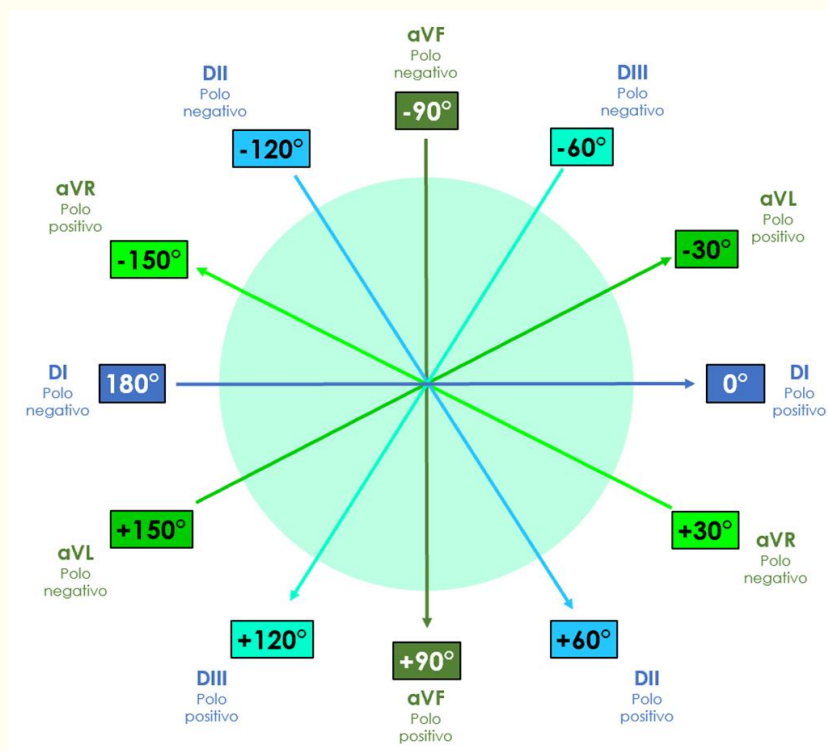 aVF
Polo
negativo
-90°
DII
Polo
negativo
-120°
DIII
Polo
negativo
-60°
aVR
Polo
positivo
-150°
aVL
Polo
positivo
-30°
DI
Polo
negativo
180°
0°
DI
Polo
positivo
+150°
aVL
Polo
negativo
+30°
aVR
Polo
negativo
+120°
DIII
Polo
positivo
+90°
aVF
Polo
positivo
+60°
DII
Polo
positivo